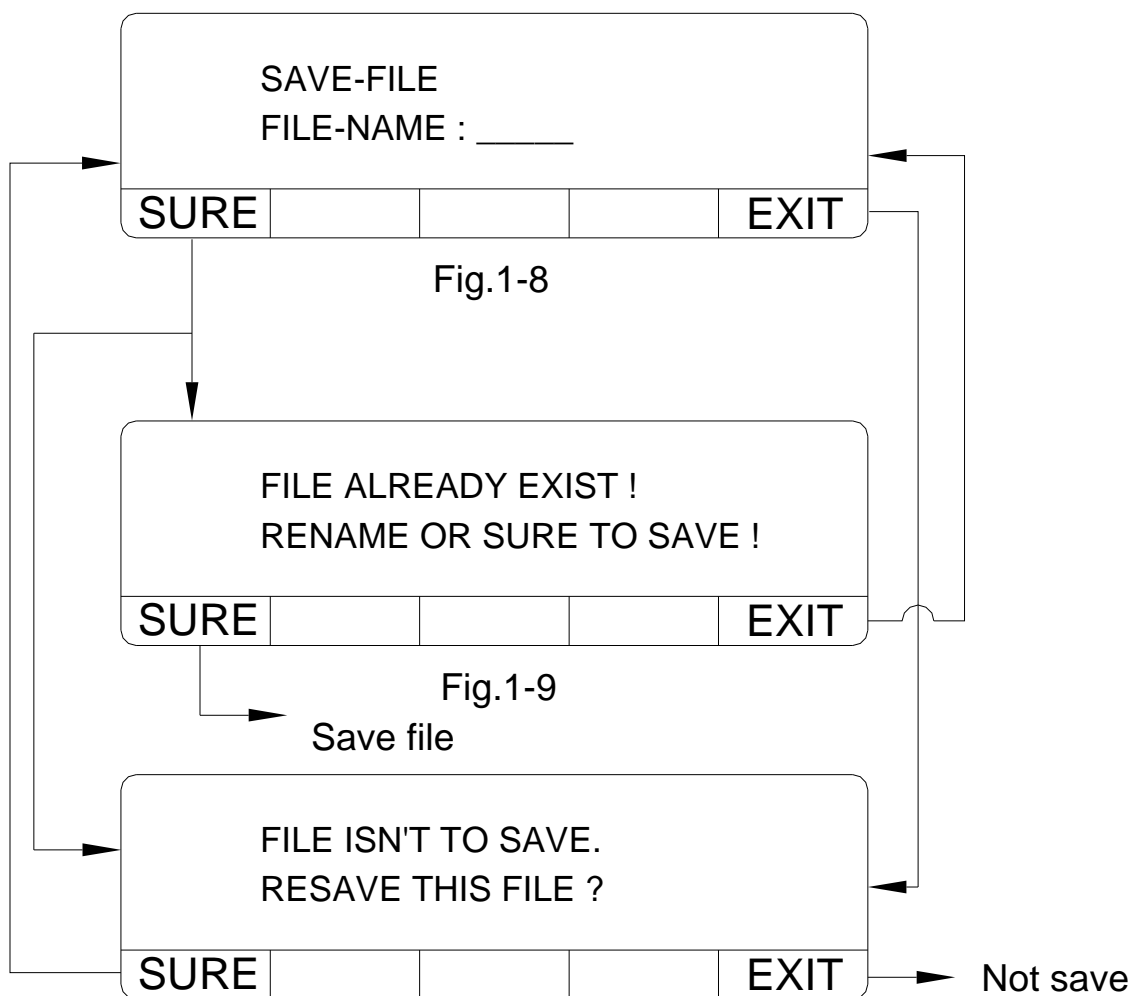 SAVE-FILE
FILE-NAME : _____
SURE EXIT
Fig.1-8
FILE ALREADY EXIST !
RENAME OR SURE TO SAVE !
SURE EXIT
Fig.1-9
Save file
FILE ISN'T TO SAVE.
RESAVE THIS FILE ?
SURE EXIT
Not save